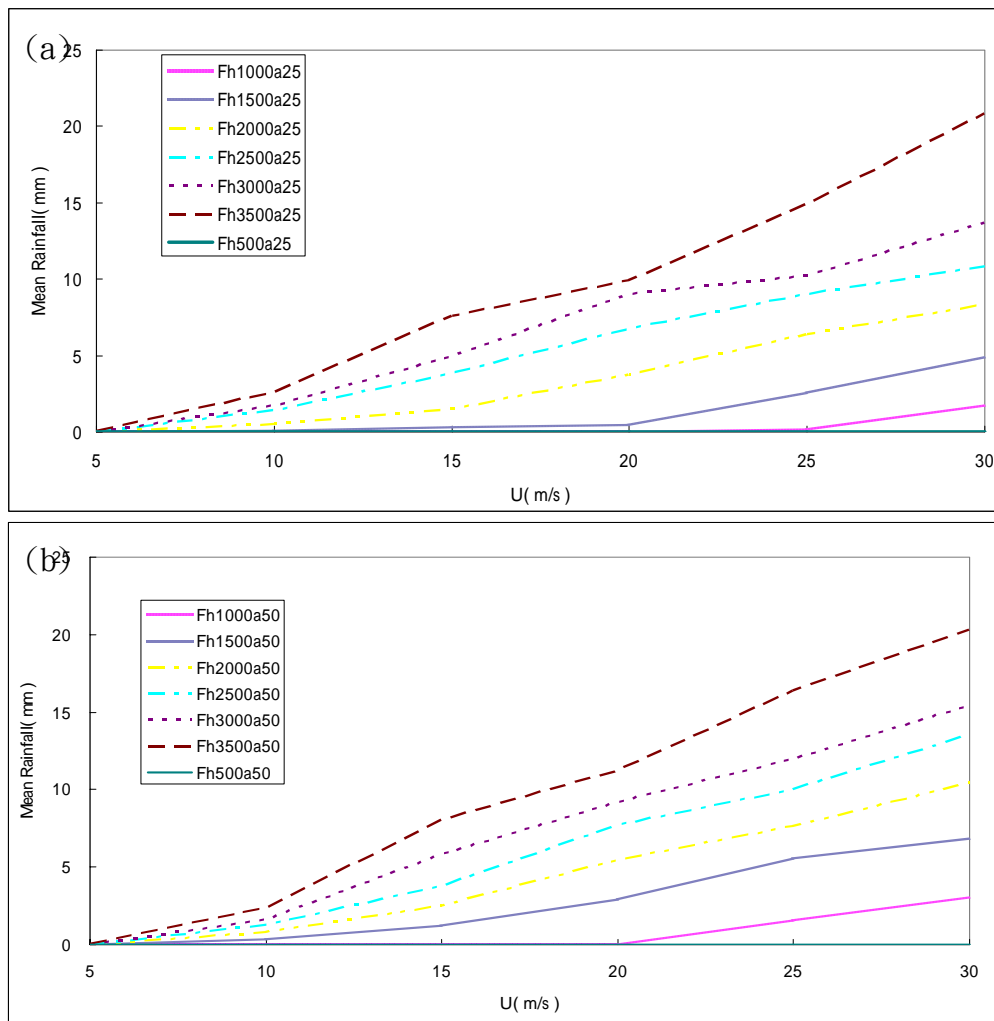 (a)
25
20
15
10
5
0
Mean Rainfall( mm )
Fh1000a25
Fh1500a25
Fh2000a25
Fh2500a25
Fh3000a25
Fh3500a25
Fh500a25
5 10 15 20 25 30
U( m/s )
(b)
25
20
15
10
5
0
Mean Rainfall( mm )
Fh1000a50
Fh1500a50
Fh2000a50
Fh2500a50
Fh3000a50
Fh3500a50
Fh500a50
5 10 15 20 25 30
U( m/s )